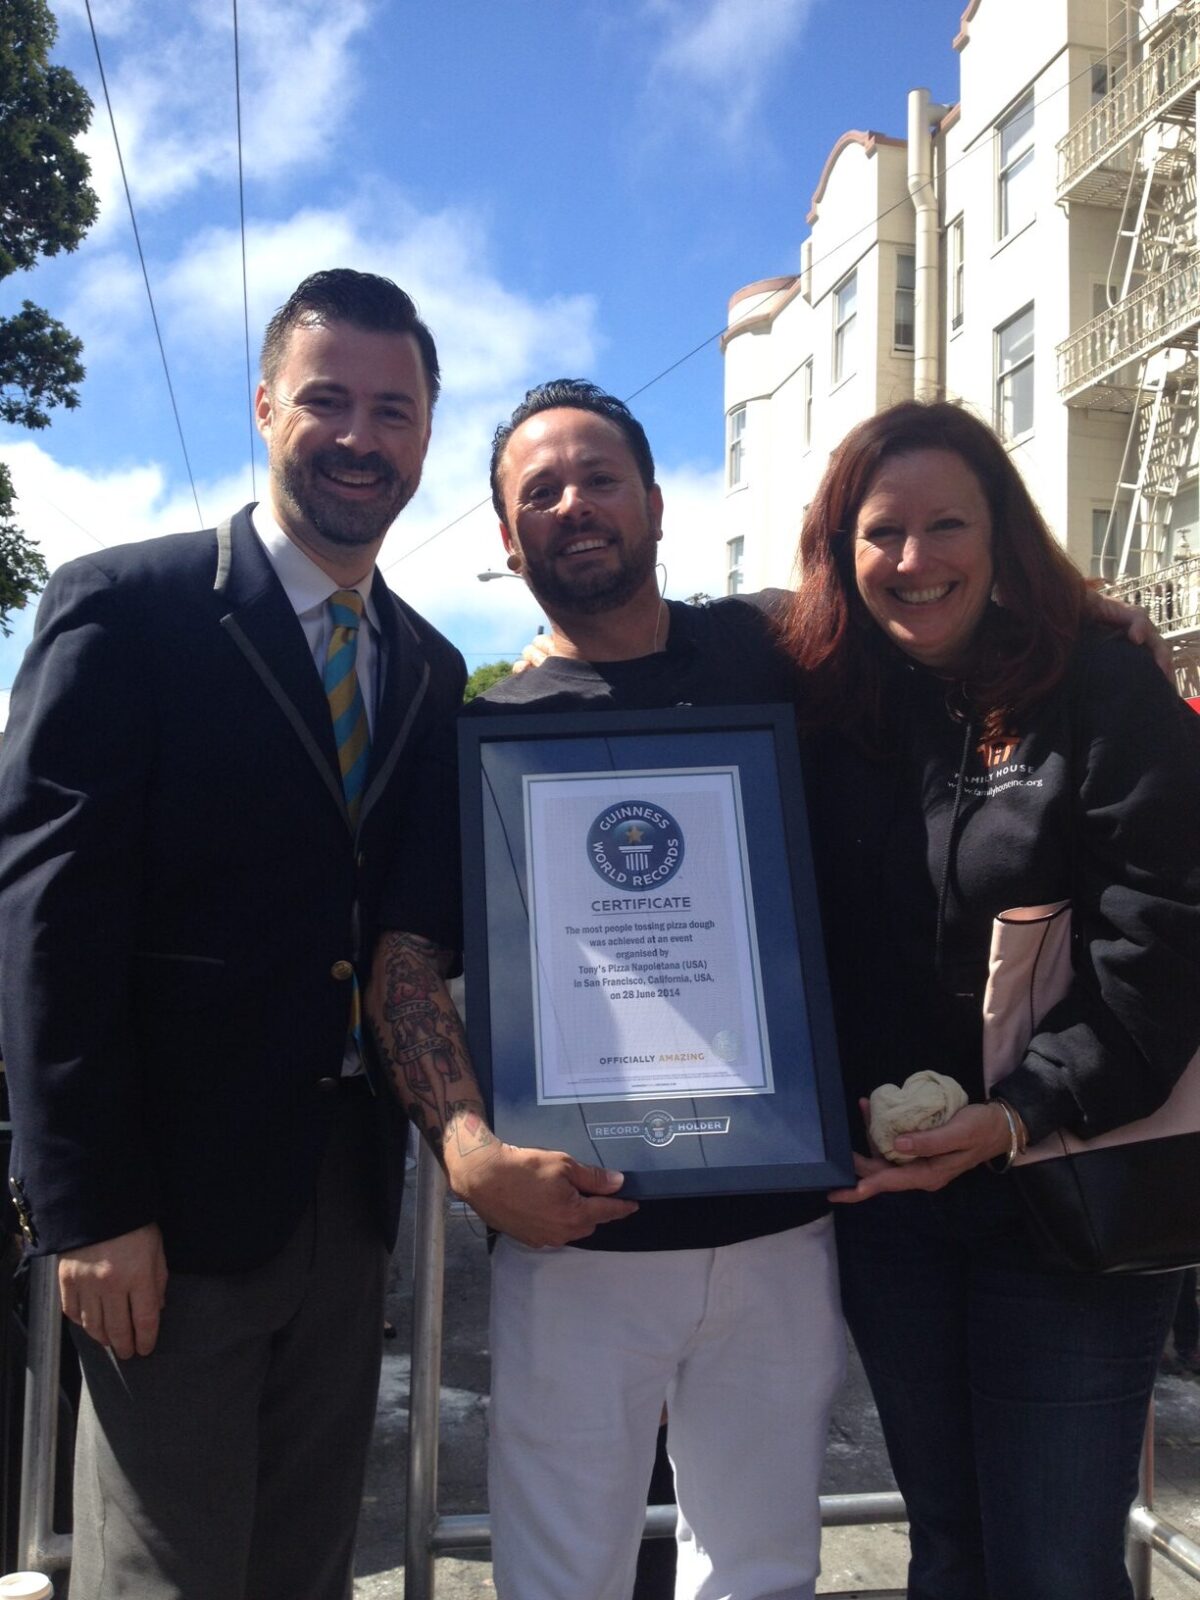 GUINNESS
WORLD RECORDS
CERTIFICATE
The most people tossing pizza dough
was achieved at an event
organised by
Tony's Pizza Napoletana (USA)
in San Francisco, California, USA,
on 28 June 2014
OFFICIALLY AMAZING
RECORD HOLDER
FAMILY HOUSE
www.familyhouseinc.org
TIME